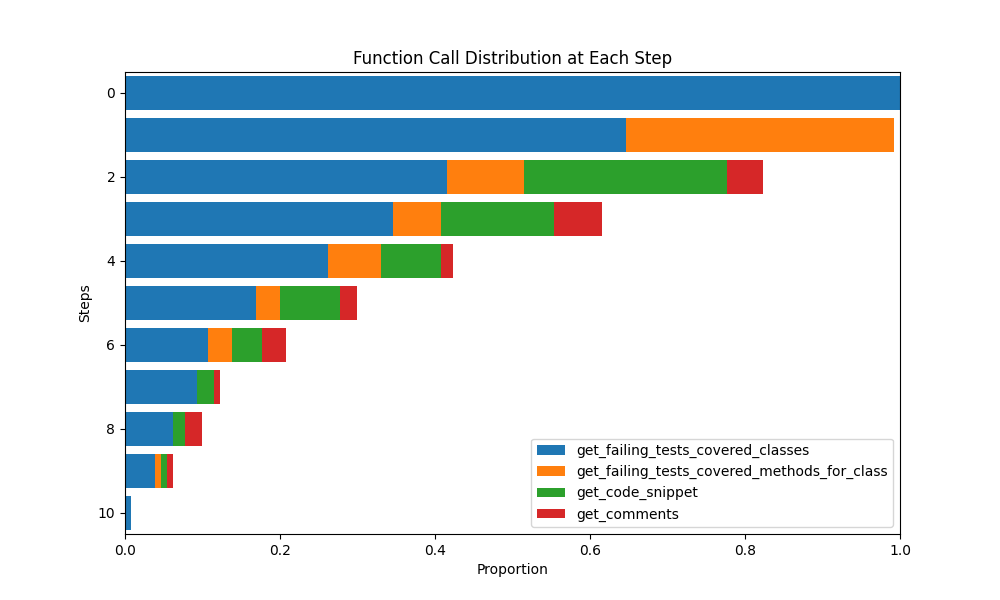 Function Call Distribution at Each Step
0
2
4
6
8
10
Steps
0.0 0.2 0.4 0.6 0.8 1.0
Proportion
get_failing_tests_covered_classes
get_failing_tests_covered_methods_for_class
get_code_snippet
get_comments